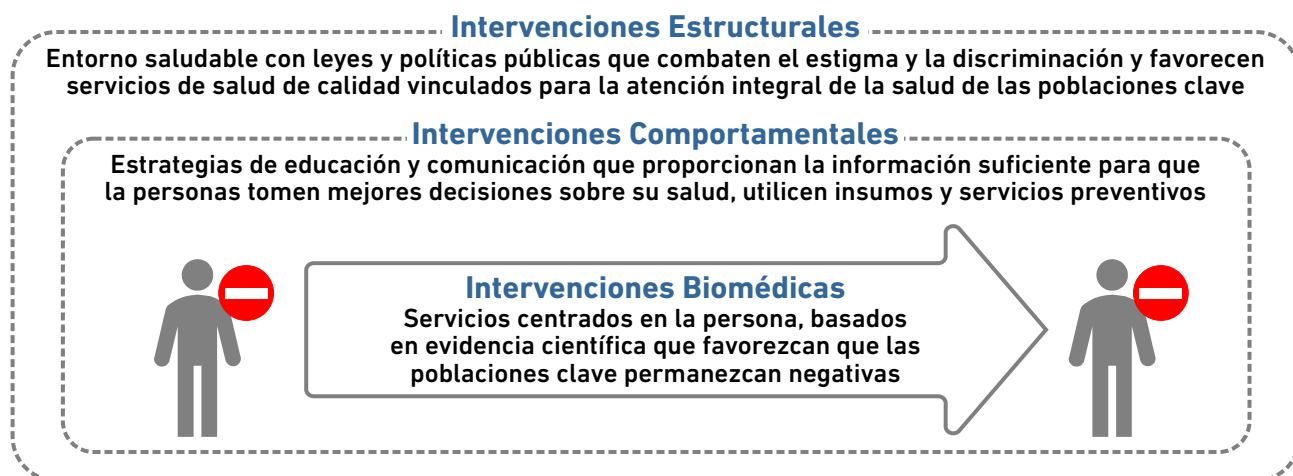 Intervenciones Estructurales
Entorno saludable con leyes y políticas públicas que combaten el estigma y la discriminación y favorecen
servicios de salud de calidad vinculados para la atención integral de la salud de las poblaciones clave
Intervenciones Comportamentales
Estrategias de educación y comunicación que proporcionan la información suficiente para que
la personas tomen mejores decisiones sobre su salud, utilicen insumos y servicios preventivos
Intervenciones Biomédicas
Servicios centrados en la persona, basados
en evidencia científica que favorezcan que las
poblaciones clave permanezcan negativas